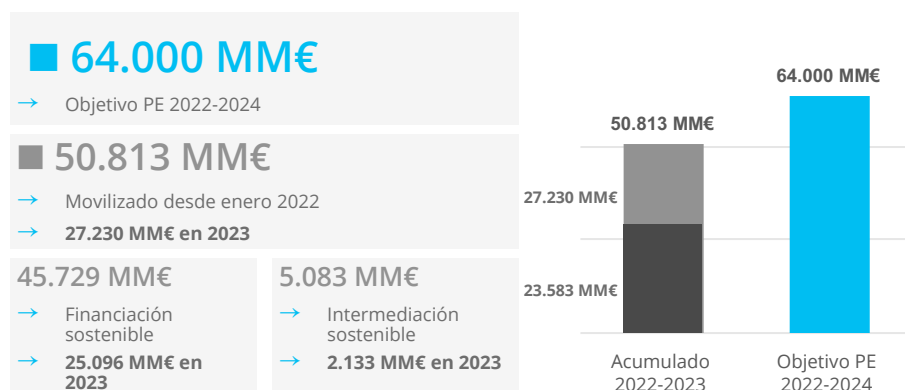 64.000 MM€
→ Objetivo PE 2022-2024
50.813 MM€
→ Movilizado desde enero 2022
→ 27.230 MM€ en 2023
45.729 MM€
→ Financiación
sostenible
→ 25.096 MM€ en
2023
5.083 MM€
→ Intermediación
sostenible
→ 2.133 MM€ en 2023
64.000 MM€
50.813 MM€
27.230 MM€
23.583 MM€
Acumulado
2022-2023
Objetivo PE
2022-2024